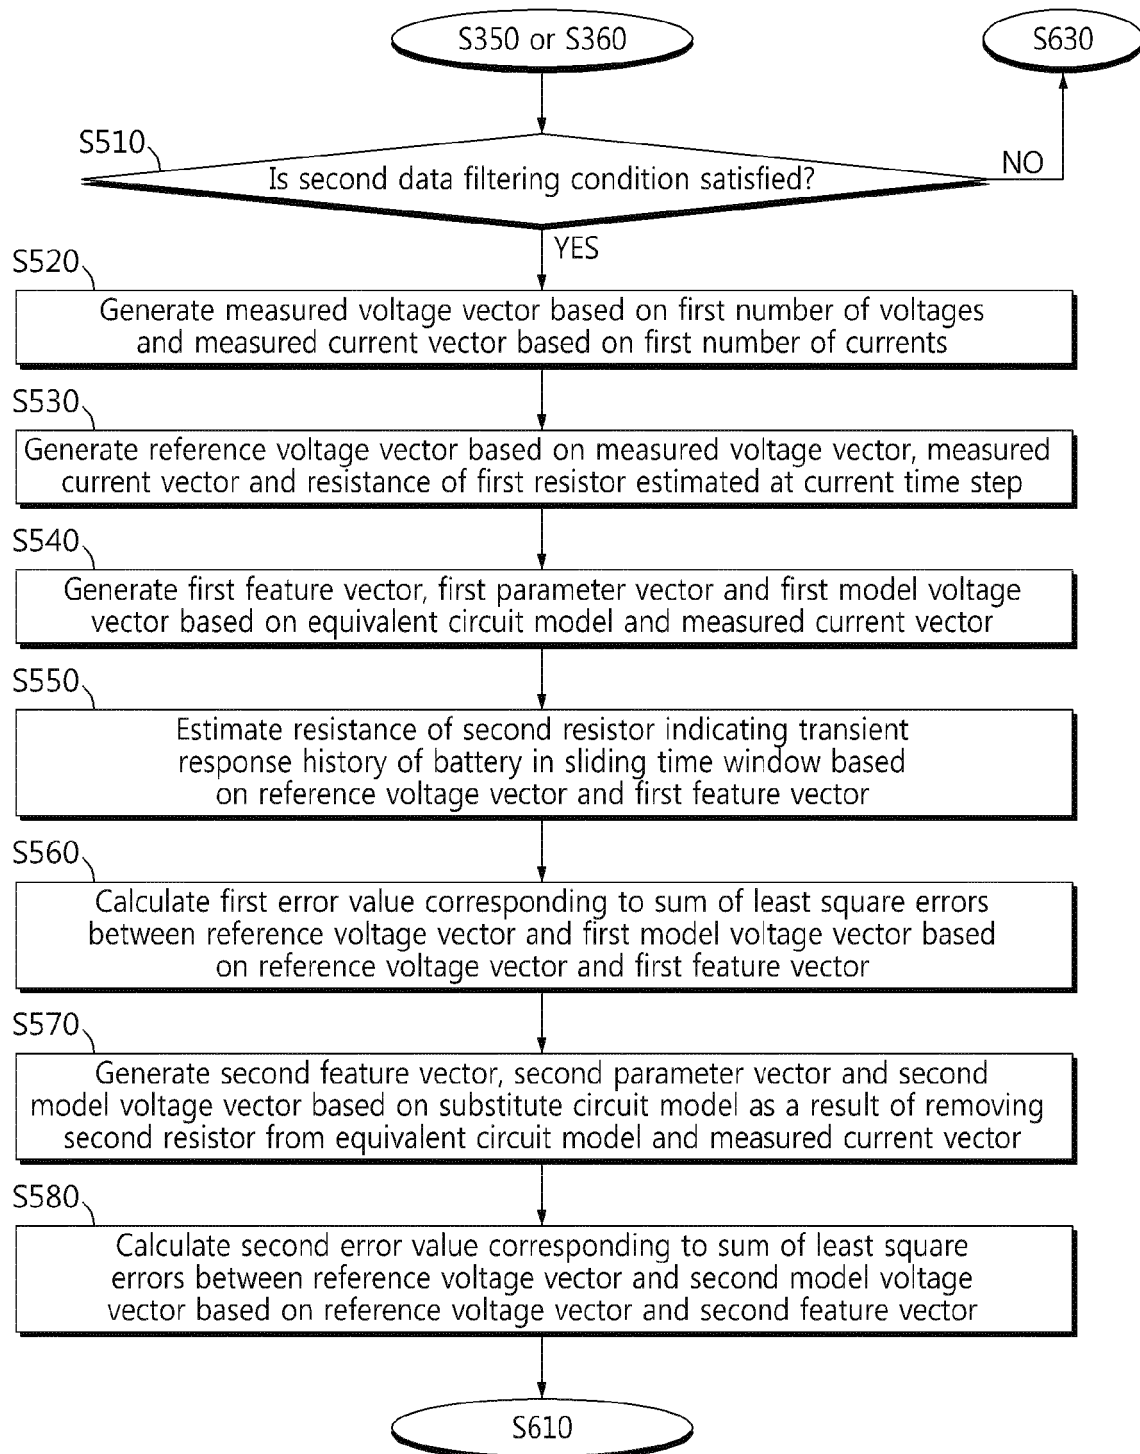 S350 or S360
S630
S510
Is second data filtering condition satisfied?
NO
YES
S520
Generate measured voltage vector based on first number of voltages
and measured current vector based on first number of currents
S530
Generate reference voltage vector based on measured voltage vector, measured
current vector and resistance of first resistor estimated at current time step
S540
Generate first feature vector, first parameter vector and first model voltage
vector based on equivalent circuit model and measured current vector
S550
Estimate resistance of second resistor indicating transient
response history of battery in sliding time window based
on reference voltage vector and first feature vector
S560
Calculate first error value corresponding to sum of least square errors
between reference voltage vector and first model voltage vector based
on reference voltage vector and first feature vector
S570
Generate second feature vector, second parameter vector and second
model voltage vector based on substitute circuit model as a result of removing
second resistor from equivalent circuit model and measured current vector
S580
Calculate second error value corresponding to sum of least square
errors between reference voltage vector and second model voltage
vector based on reference voltage vector and second feature vector
S610